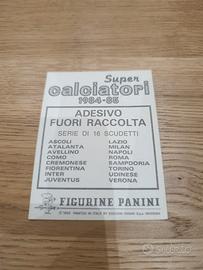 Super
calciatori
1984-85
ADESIVO
FUORI RACCOLTA
SERIE DI 16 SCUDETTI
ASCOLI LAZIO
ATALANTA MILAN
AVELLINO NAPOLI
COMO ROMA
CREMONESE SAMPDORIA
FIORENTINA TORINO
INTER UDINESE
JUVENTUS VERONA
FIGURINE PANINI
subito